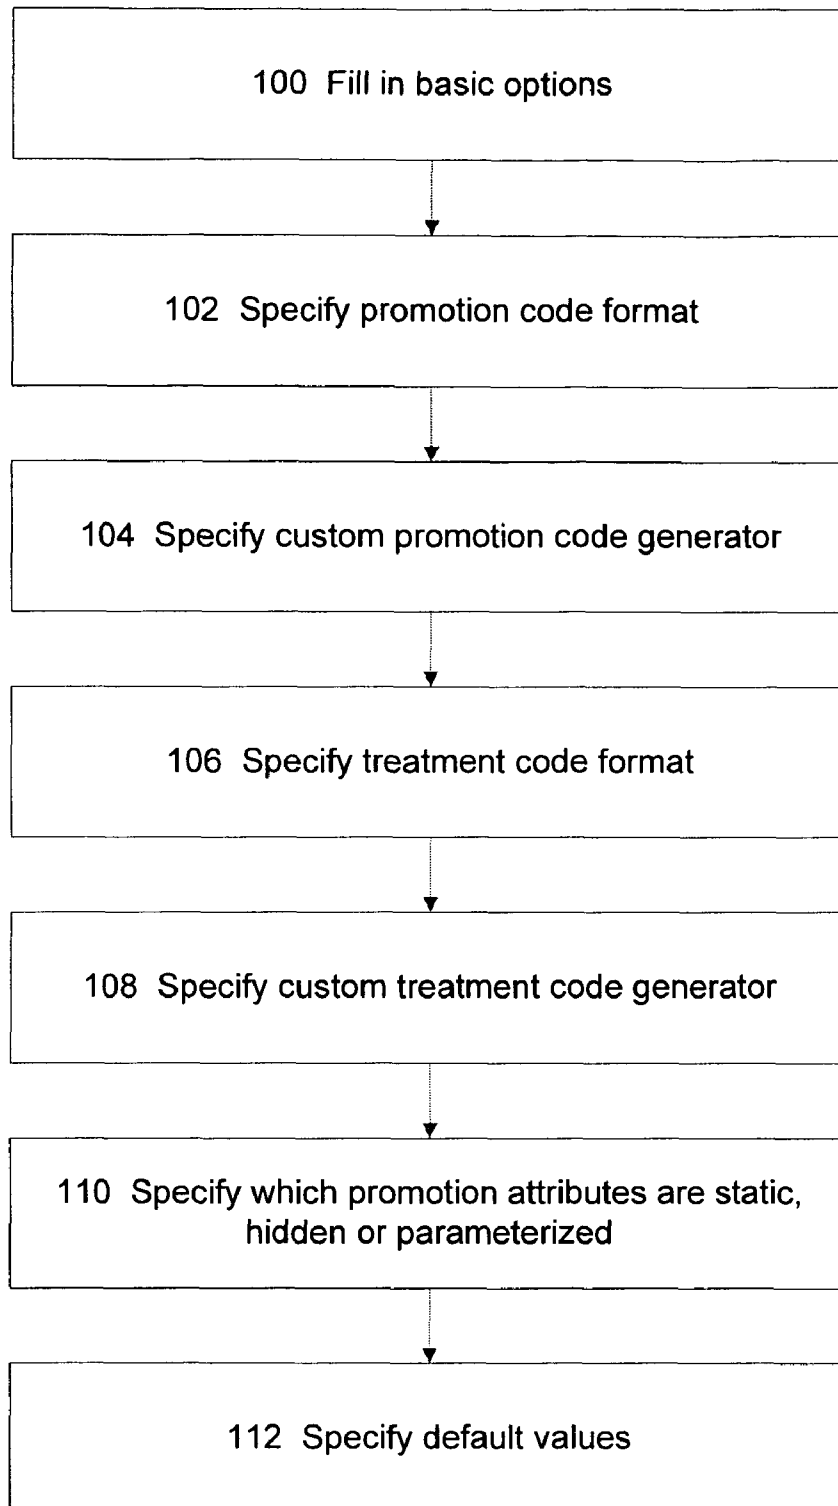 100 Fill in basic options
102 Specify promotion code format
104 Specify custom promotion code generator
106 Specify treatment code format
108 Specify custom treatment code generator
110 Specify which promotion attributes are static,
hidden or parameterized
112 Specify default values